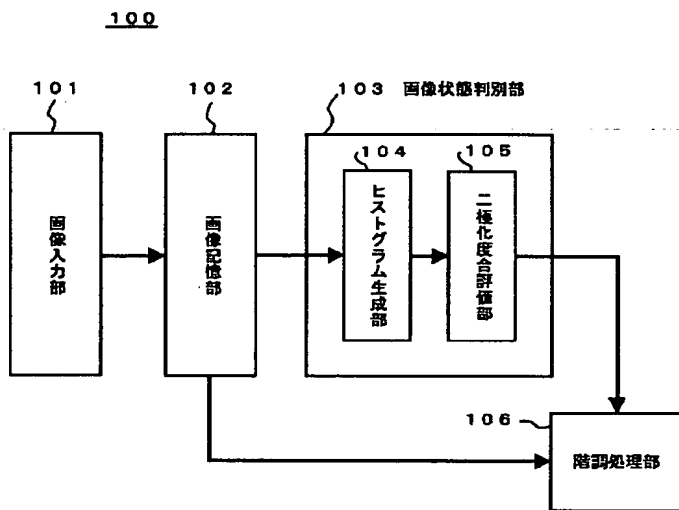 100
101
102
103 画像状態判別部
104
105
画像入力部
画像記憶部
ヒストグラム生成部
二極化度合評価部
106
階調処理部